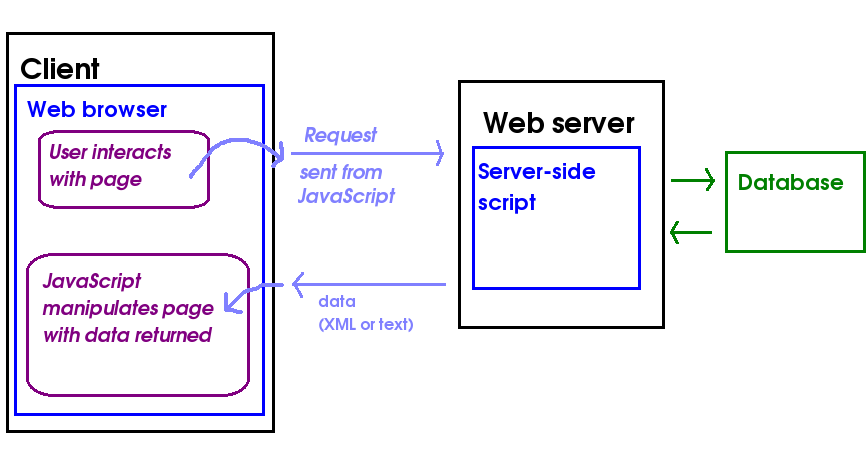 Client
Web browser
User interacts
with page
Request
sent from
JavaScript
Web server
Server-side
script
Database
JavaScript
manipulates page
with data returned
data
(XML or text)